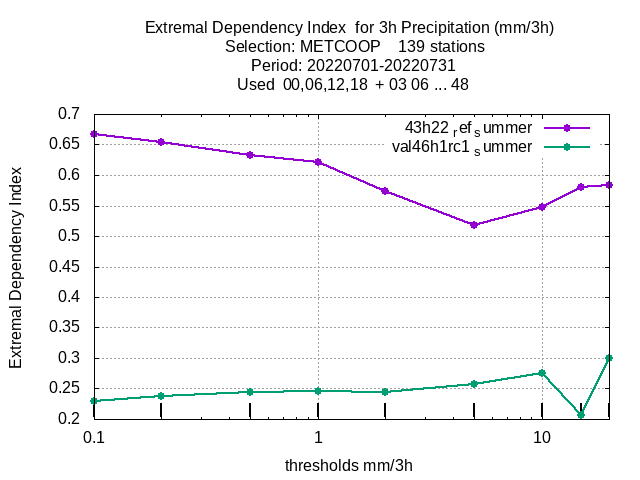 Extremal Dependency Index for 3h Precipitation (mm/3h)
Selection: METCOOP 139 stations
Period: 20220701-20220731
Used 00,06,12,18 + 03 06 ... 48
0.7
0.65
0.6
0.55
0.5
0.45
0.4
0.35
0.3
0.25
0.2
Extremal Dependency Index
43h22 ref summer
val46h1rc1 summer
0.1 1 10
thresholds mm/3h